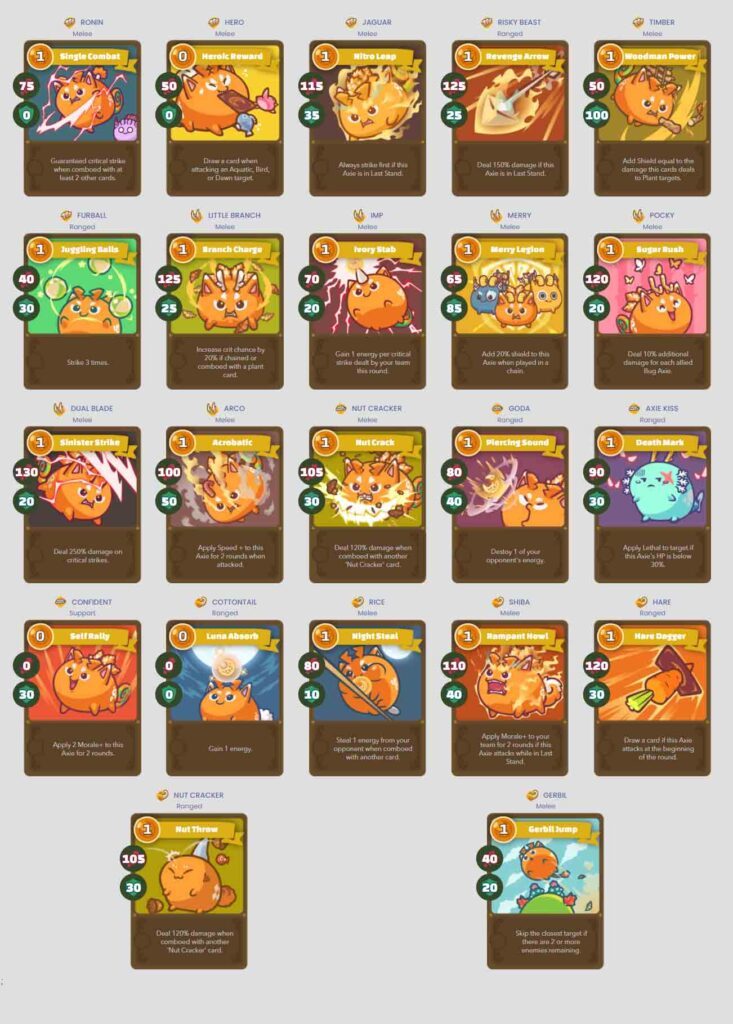 RONIN
Melee
1
Single Combat
75
0
Guaranteed critical strike
when comboed with at
least 2 other cards.
HERO
Melee
0
Heroic Reward
50
0
Draw a card when
attacking an Aquatic, Bird,
or Dawn target.
JAGUAR
Melee
1
Nitro Leap
115
35
Always strike first if this
Axie is in Last Stand.
RISKY BEAST
Ranged
1
Revenge Arrow
125
25
Deal 150% damage if this
Axie is in Last Stand.
TIMBER
Melee
1
Woodman Power
50
100
Add Shield equal to the
damage this cards deals
to Plant targets.
FURBALL
Ranged
1
Juggling Balls
40
30
Strike 3 times.
LITTLE BRANCH
Melee
1
Branch Charge
125
25
Increase crit chance by
20% if chained or
comboed with a plant
card.
IMP
Melee
1
Ivory Stab
70
20
Gain 1 energy per critical
strike dealt by your team
this round.
MERRY
Melee
1
Merry Legion
65
85
Add 20% shield to this
Axie when played in a
chain.
POCKY
Melee
1
Sugar Rush
120
20
Deal 10% additional
damage for each allied
Bug Axie.
DUAL BLADE
Melee
1
Sinister Strike
130
20
Deal 250% damage on
critical strikes.
ARCO
Melee
1
Acrobatic
100
50
Apply Speed + to this
Axie for 2 rounds when
attacked.
NUT CRACKER
Melee
1
Nut Crack
105
30
Deal 120% damage when
comboed with another
'Nut Cracker' card.
GODA
Ranged
1
Piercing Sound
80
40
Destoy 1 of your
opponent's energy.
AXIE KISS
Ranged
1
Death Mark
90
30
Apply Lethal to target if
this Axie's HP is below
30%.
CONFIDENT
Support
0
Self Rally
0
30
Apply 2 Morale+ to this
Axie for 2 rounds.
COTTONTAIL
Ranged
0
Luna Absorb
0
0
Gain 1 energy.
RICE
Melee
1
Night Steal
80
10
Steal 1 energy from your
opponent when comboed
with another card.
SHIBA
Melee
1
Rampant Howl
110
40
Apply Morale+ to your
team for 2 rounds if this
Axie attacks while in Last
Stand.
HARE
Ranged
1
Hare Dagger
120
30
Draw a card if this Axie
attacks at the beginning
of the round.
NUT CRACKER
Ranged
1
Nut Throw
105
30
Deal 120% damage when
comboed with another
'Nut Cracker' card.
GERBIL
Melee
1
Gerbil Jump
40
20
Skip the closest target if
there are 2 or more
enemies remaining.
;